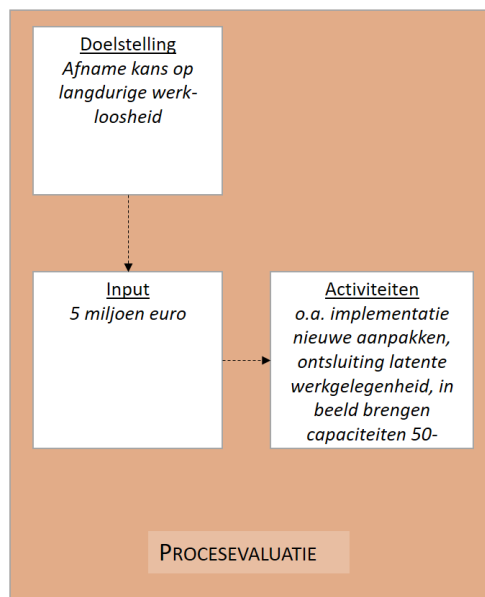 Doelstelling
Afname kans op
langdurige werk-
loosheid
Input
5 miljoen euro
Activiteiten
o.a. implementatie
nieuwe aanpakken,
ontsluiting latente
werkgelegenheid, in
beeld brengen
capaciteiten 50-
PROCESEVALUATIE